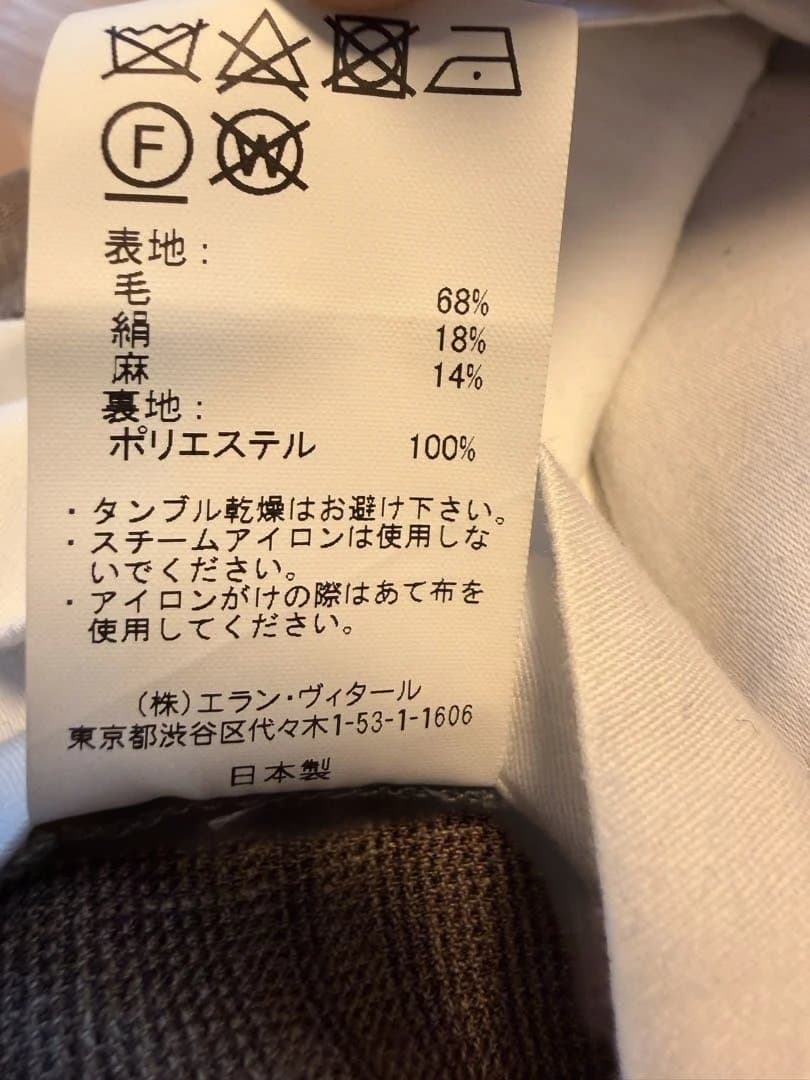 F W
表地:
毛 68%
絹 18%
麻 14%
裏地:
ポリエステル 100%
・タンブル乾燥はお避け下さい。
・スチームアイロンは使用しな
いでください。
・アイロンがけの際はあて布を
使用してください。
(株)エラン・ヴィタール
東京都渋谷区代々木1-53-1-1606
日本製